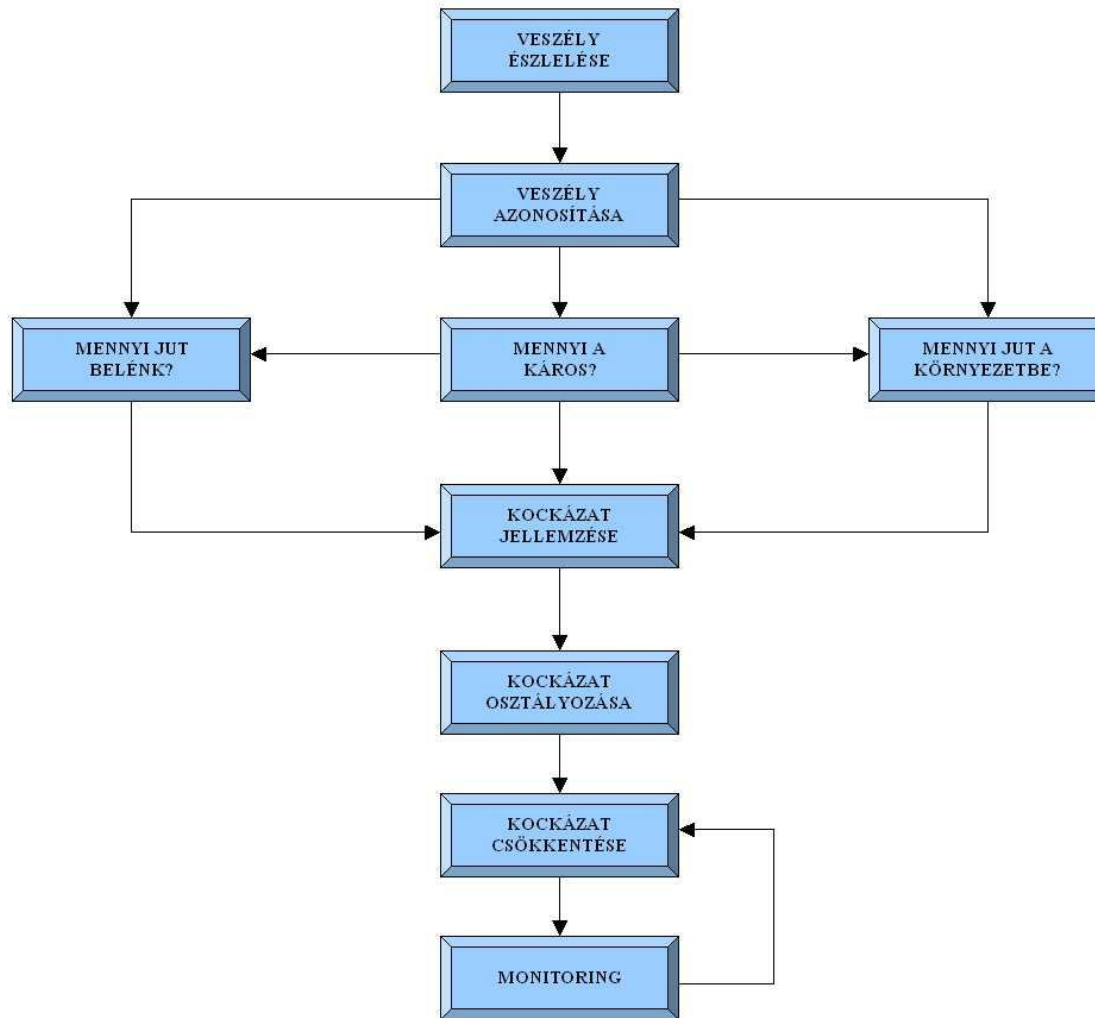 VESZÉLY
ÉSZLELÉSE
VESZÉLY
AZONOSÍTÁSA
MENNYI JUT
BELÉNK?
MENNYI A
KÁROS?
MENNYI JUT A
KÖRNYEZETBE?
KOCKÁZAT
JELLEMZÉSE
KOCKÁZAT
OSZTÁLYOZÁSA
KOCKÁZAT
CSÖKKENTÉSE
MONITORING